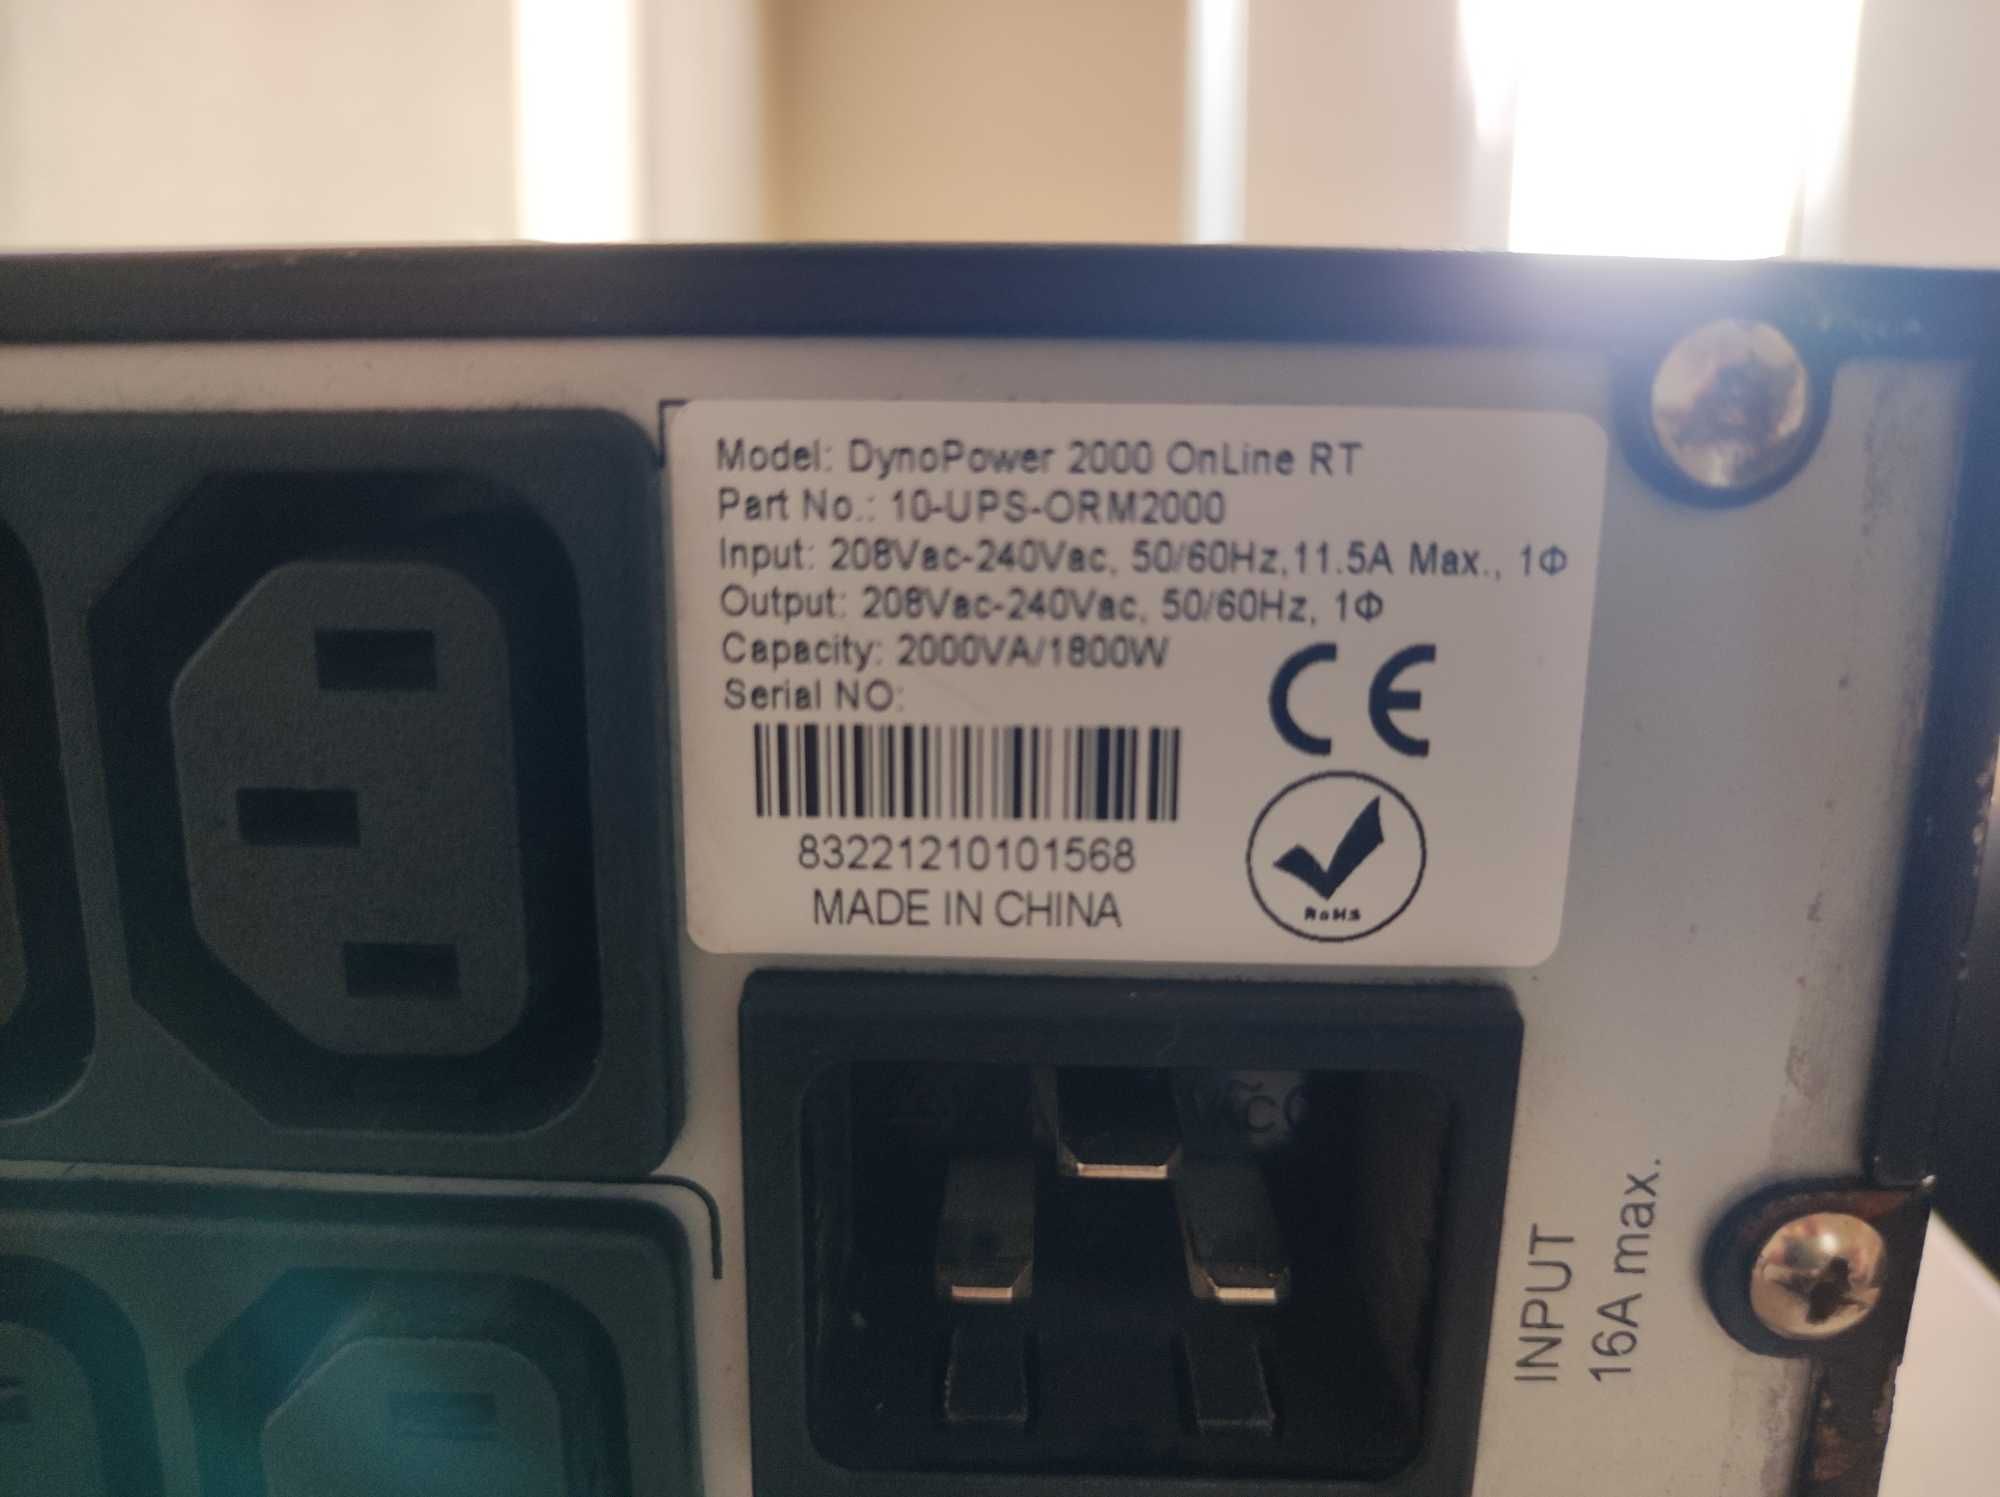 Model: DynoPower 2000 OnLine RT
Part No.: 10-UPS-ORM2000
Input: 208Vac-240Vac, 50/60Hz,11.5A Max., 1Φ
Output: 208Vac-240Vac, 50/60Hz, 1Φ
Capacity: 2000VA/1800W
Serial NO:
83221210101568
MADE IN CHINA
CE
RoHS
INPUT
16A max.